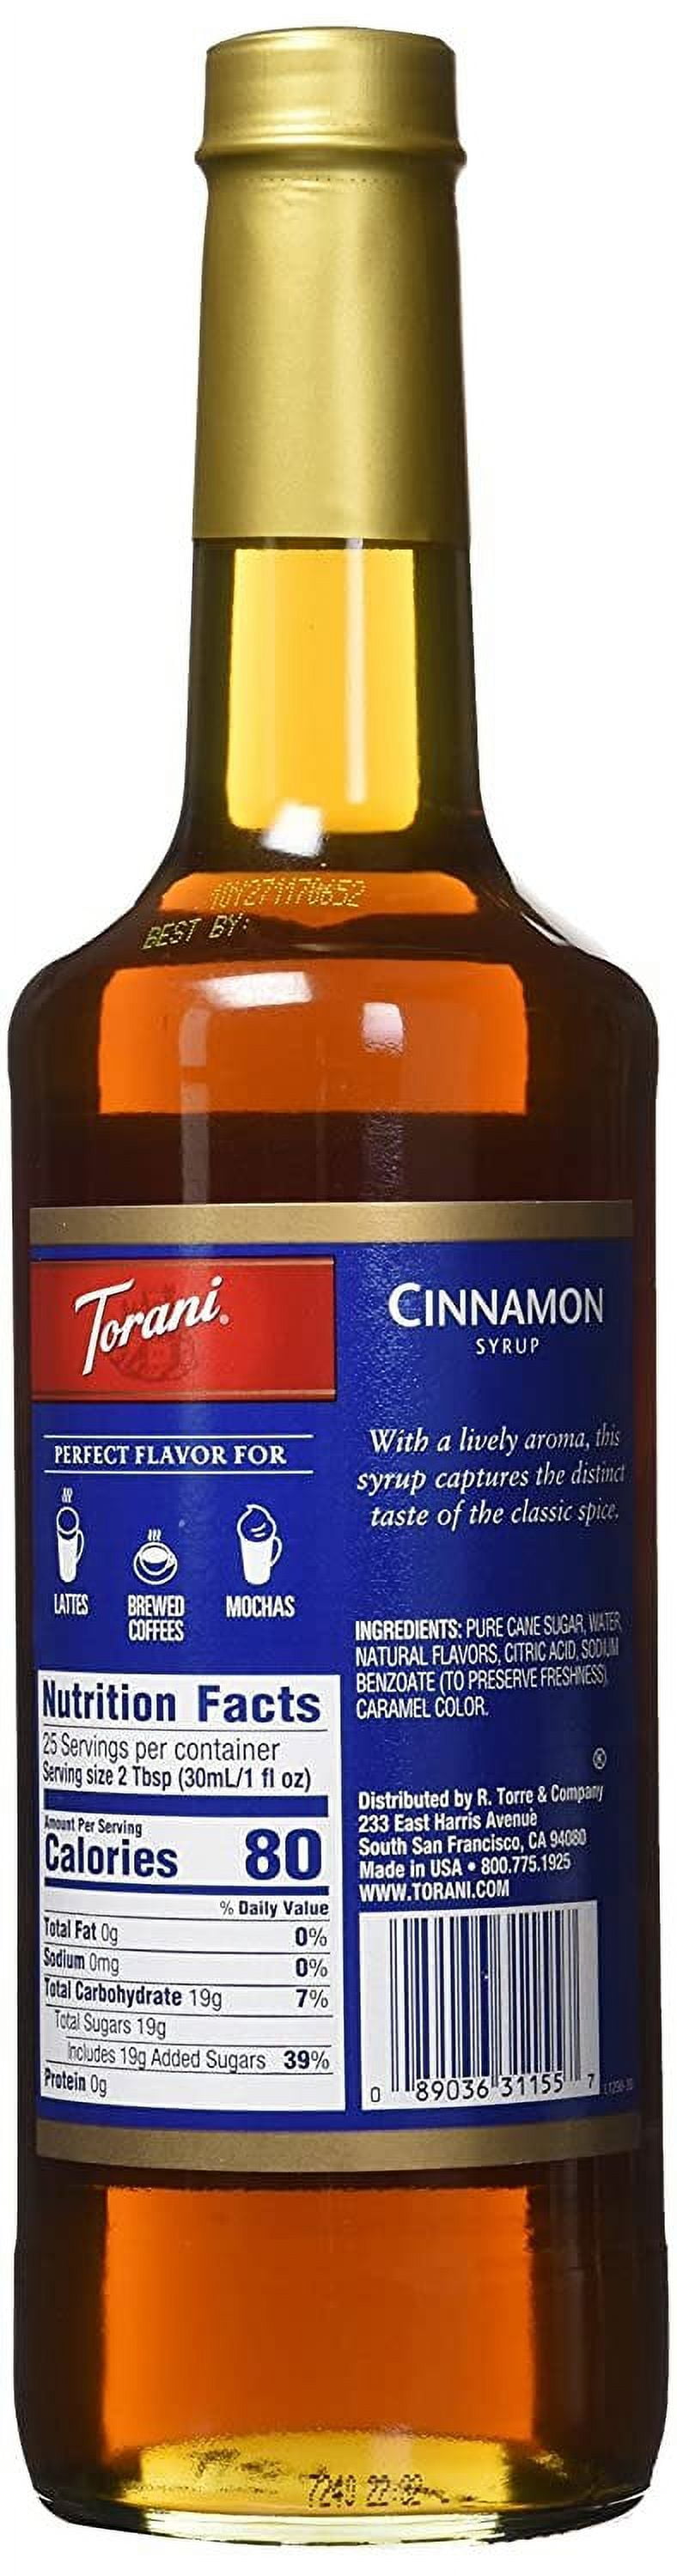 BEST BY:
Torani®
CINNAMON
SYRUP
PERFECT FLAVOR FOR
LATTES
BREWED
COFFEES
MOCHAS
With a lively aroma, this
syrup captures the distinct
taste of the classic spice.
INGREDIENTS: PURE CANE SUGAR, WATER,
NATURAL FLAVORS, CITRIC ACID, SODIUM
BENZOATE (TO PRESERVE FRESHNESS),
CARAMEL COLOR.
Nutrition Facts
25 Servings per container
Serving size 2 Tbsp (30mL/1 fl oz)
Amount Per Serving
Calories 80
% Daily Value
Total Fat 0g 0%
Sodium 0mg 0%
Total Carbohydrate 19g 7%
Total Sugars 19g
Includes 19g Added Sugars 39%
Protein 0g
K
Distributed by R. Torre & Company
233 East Harris Avenue
South San Francisco, CA 94080
Made in USA • 800.775.1925
WWW.TORANI.COM
0 89036 31155 7